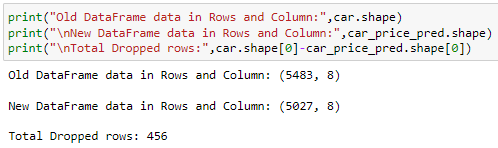 print("Old DataFrame data in Rows and Column:",car.shape)
print("\nNew DataFrame data in Rows and Column:",car_price_pred.shape)
print("\nTotal Dropped rows:",car.shape[0]-car_price_pred.shape[0])
Old DataFrame data in Rows and Column: (5483, 8)
New DataFrame data in Rows and Column: (5027, 8)
Total Dropped rows: 456